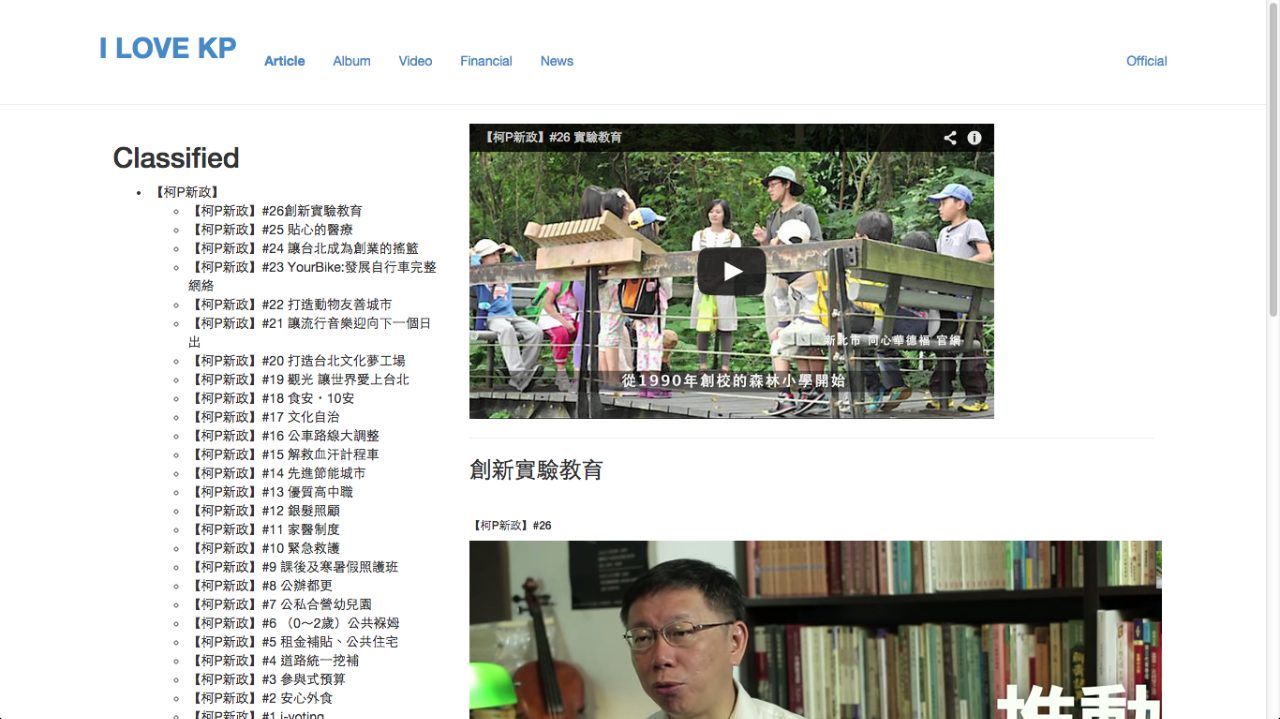 I LOVE KP
Article
Album
Video
Financial
News
Official
Classified
【柯P新政】
【柯P新政】#26創新實驗教育
【柯P新政】#25 貼心的醫療
【柯P新政】#24 讓台北成為創業的搖籃
【柯P新政】#23 YourBike:發展自行車完整
網絡
【柯P新政】#22 打造動物友善城市
【柯P新政】#21 讓流行音樂迎向下一個日
出
【柯P新政】#20 打造台北文化夢工場
【柯P新政】#19 觀光 讓世界愛上台北
【柯P新政】#18 食安・10安
【柯P新政】#17 文化自治
【柯P新政】#16 公車路線大調整
【柯P新政】#15 解救血汗計程車
【柯P新政】#14 先進節能城市
【柯P新政】#13 優質高中職
【柯P新政】#12 銀髮照顧
【柯P新政】#11 家醫制度
【柯P新政】#10 緊急救護
【柯P新政】#9 課後及寒暑假照護班
【柯P新政】#8 公辦都更
【柯P新政】#7 公私合營幼兒園
【柯P新政】#6 （0～2歲）公共褓姆
【柯P新政】#5 租金補貼、公共住宅
【柯P新政】#4 道路統一挖補
【柯P新政】#3 參與式預算
【柯P新政】#2 安心外食
【柯P新政】#1 i-voting
【柯P新政】#26 實驗教育
新北市 同心華德福 官網
從1990年創校的森林小學開始
創新實驗教育
【柯P新政】#26
推動